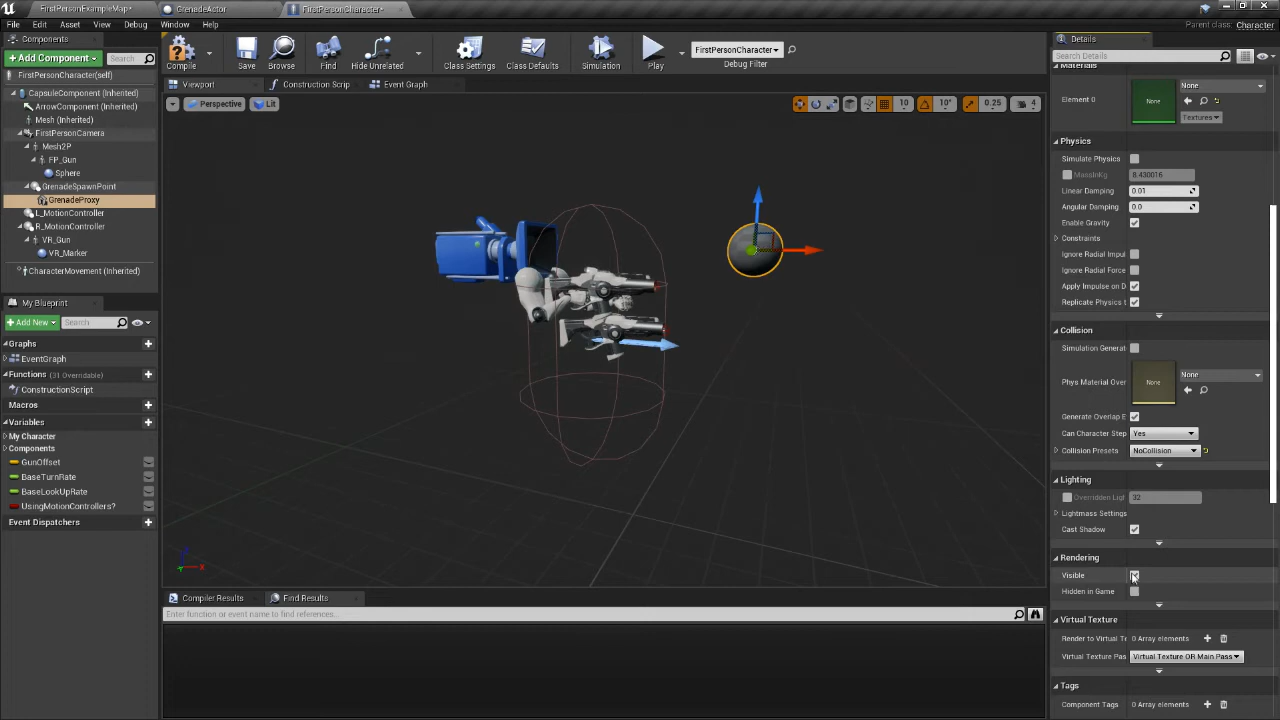 FirstPersonExampleMap*
GrenadeActor
FirstPersonCharacter*
File Edit Asset View Debug Window Help
Parent class: Character
Components
Details
+ Add Component
Search
FirstPersonCharacter(self)
CapsuleComponent (Inherited)
ArrowComponent (Inherited)
Mesh (Inherited)
FirstPersonCamera
Mesh2P
FP_Gun
Sphere
GrenadeSpawnPoint
GrenadeProxy
L_MotionController
R_MotionController
VR_Gun
VR_Marker
CharacterMovement (Inherited)
My Blueprint
+ Add New
Search
Graphs
EventGraph
Functions (31 Overridable)
ConstructionScript
Macros
Variables
My Character
Components
GunOffset
BaseTurnRate
BaseLookUpRate
UsingMotionControllers?
Event Dispatchers
Compile
Save
Browse
Find
Hide Unrelated
Class Settings
Class Defaults
Simulation
Play
FirstPersonCharacter
Debug Filter
Viewport
Construction Scrip
Event Graph
Perspective
Lit
10
10°
0.25
4
Compiler Results
Find Results
Enter function or event name to find references...
Search Details
Materials
Element 0
None
None
Textures
Physics
Simulate Physics
MassInKg 8.430016
Linear Damping 0.01
Angular Damping 0.0
Enable Gravity
Constraints
Ignore Radial Impul
Ignore Radial Force
Apply Impulse on D
Replicate Physics t
Collision
Simulation Generat
Phys Material Over
None
None
Generate Overlap E
Can Character Step Yes
Collision Presets NoCollision
Lighting
Overridden Ligl 32
Lightmass Settings
Cast Shadow
Rendering
Visible
Hidden in Game
Virtual Texture
Render to Virtual Te 0 Array elements
Virtual Texture Pas Virtual Texture OR Main Pass
Tags
Component Tags 0 Array elements